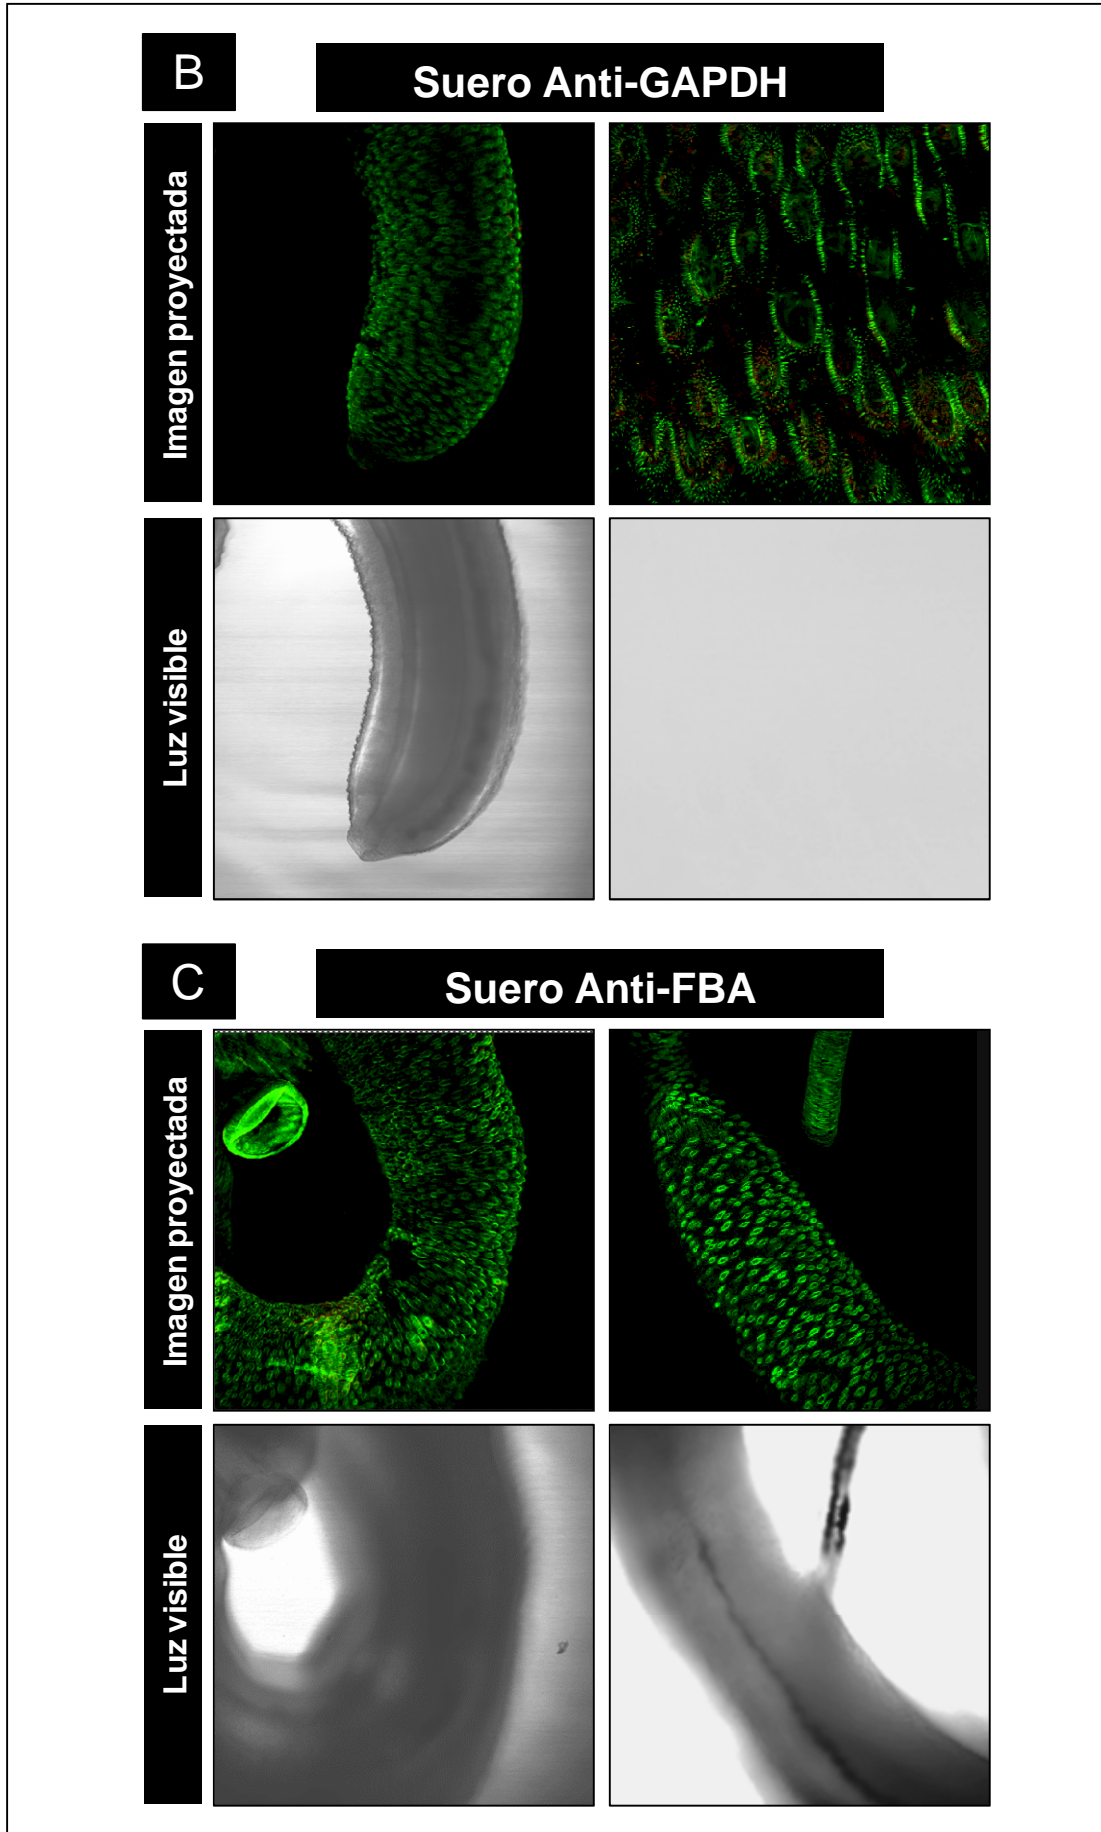 B
Suero Anti-GAPDH
Imagen proyectada
Luz visible
C
Suero Anti-FBA
Imagen proyectada
Luz visible